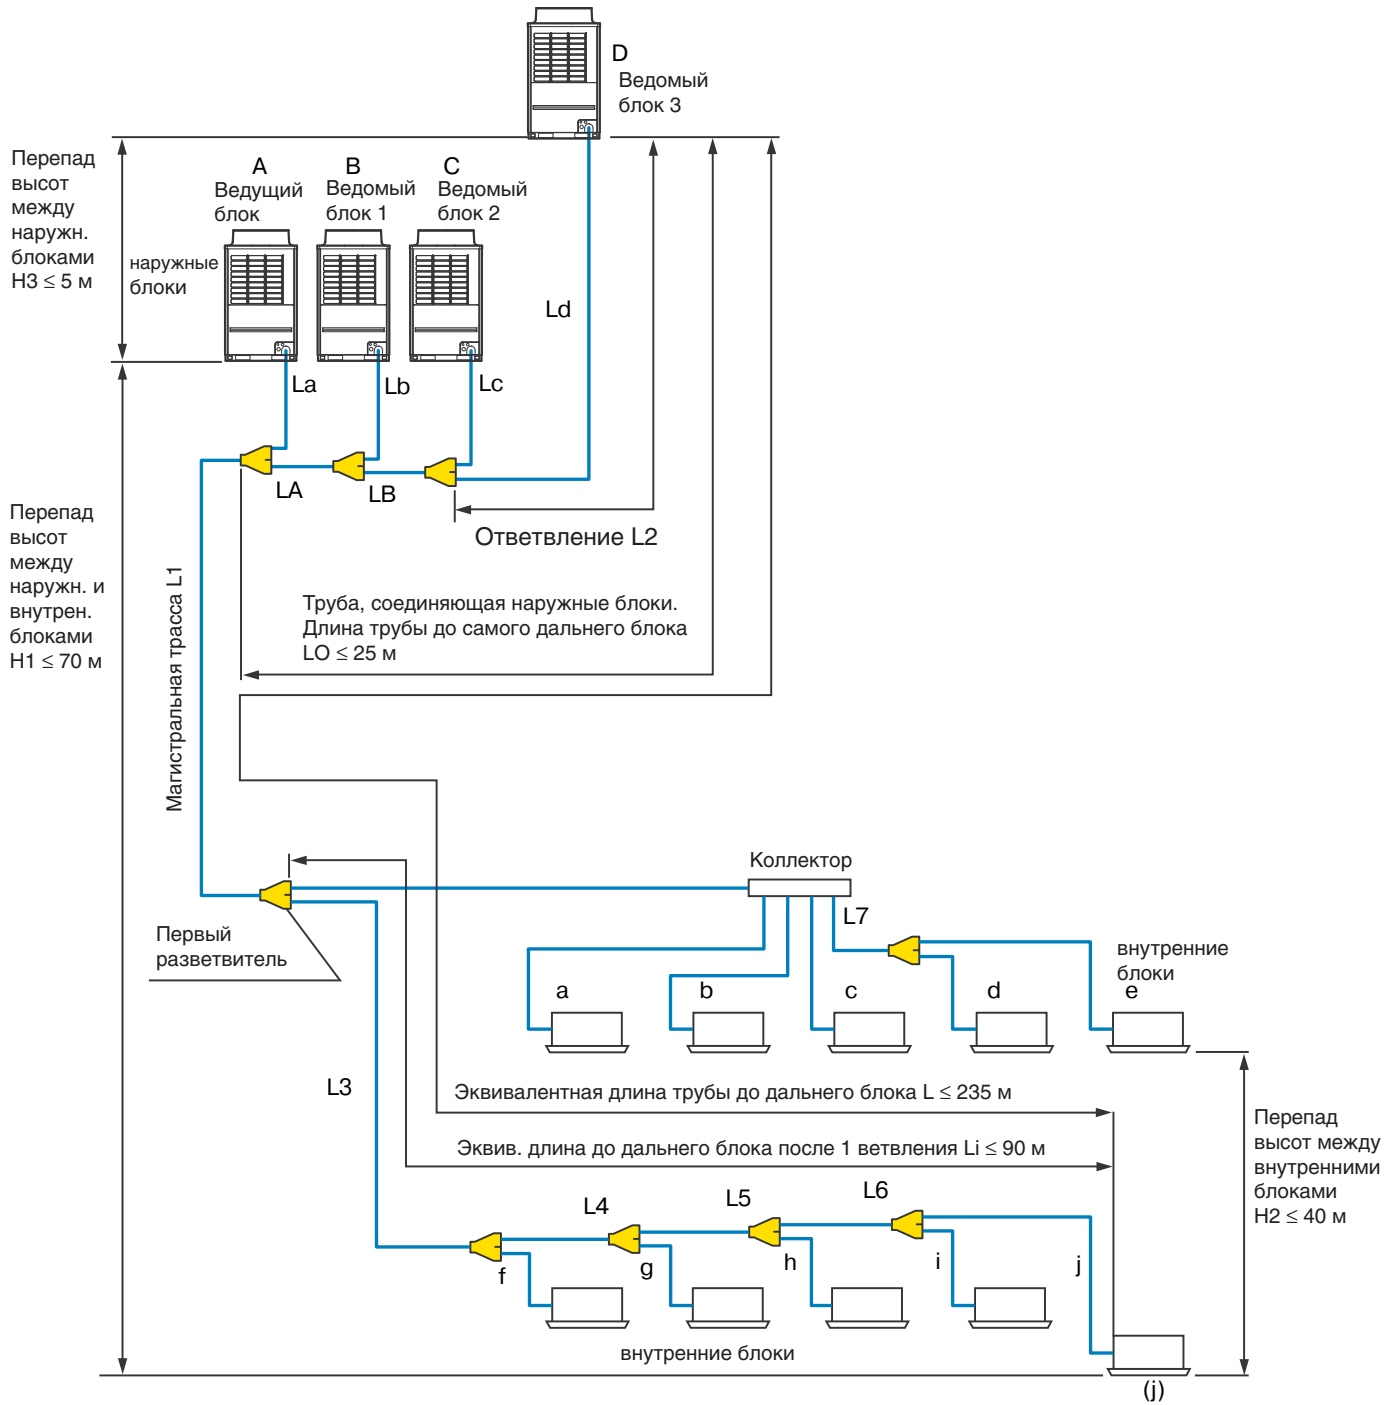 D
Ведомый
блок 3
Перепад
высот
между
наружн.
блоками
H3 ≤ 5 м
A
Ведущий
блок
B
Ведомый
блок 1
C
Ведомый
блок 2
наружные
блоки
Ld
La
Lb
Lc
LA
LB
Ответвление L2
Перепад
высот
между
наружн. и
внутрен.
блоками
H1 ≤ 70 м
Магистральная трасса L1
Труба, соединяющая наружные блоки.
Длина трубы до самого дальнего блока
LO ≤ 25 м
Коллектор
L7
Первый
разветвитель
внутренние
блоки
a
b
c
d
e
L3
Эквивалентная длина трубы до дальнего блока L ≤ 235 м
Эквив. длина до дальнего блока после 1 ветвления Li ≤ 90 м
Перепад
высот между
внутренними
блоками
H2 ≤ 40 м
L4
L5
L6
f
g
h
i
j
внутренние блоки
(j)